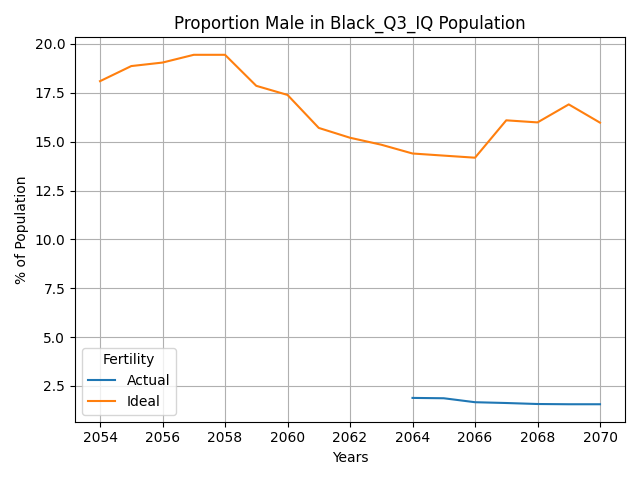 Proportion Male in Black_Q3_IQ Population
% of Population
20.0
17.5
15.0
12.5
10.0
7.5
5.0
2.5
Fertility
Actual
Ideal
2054 2056 2058 2060 2062 2064 2066 2068 2070
Years